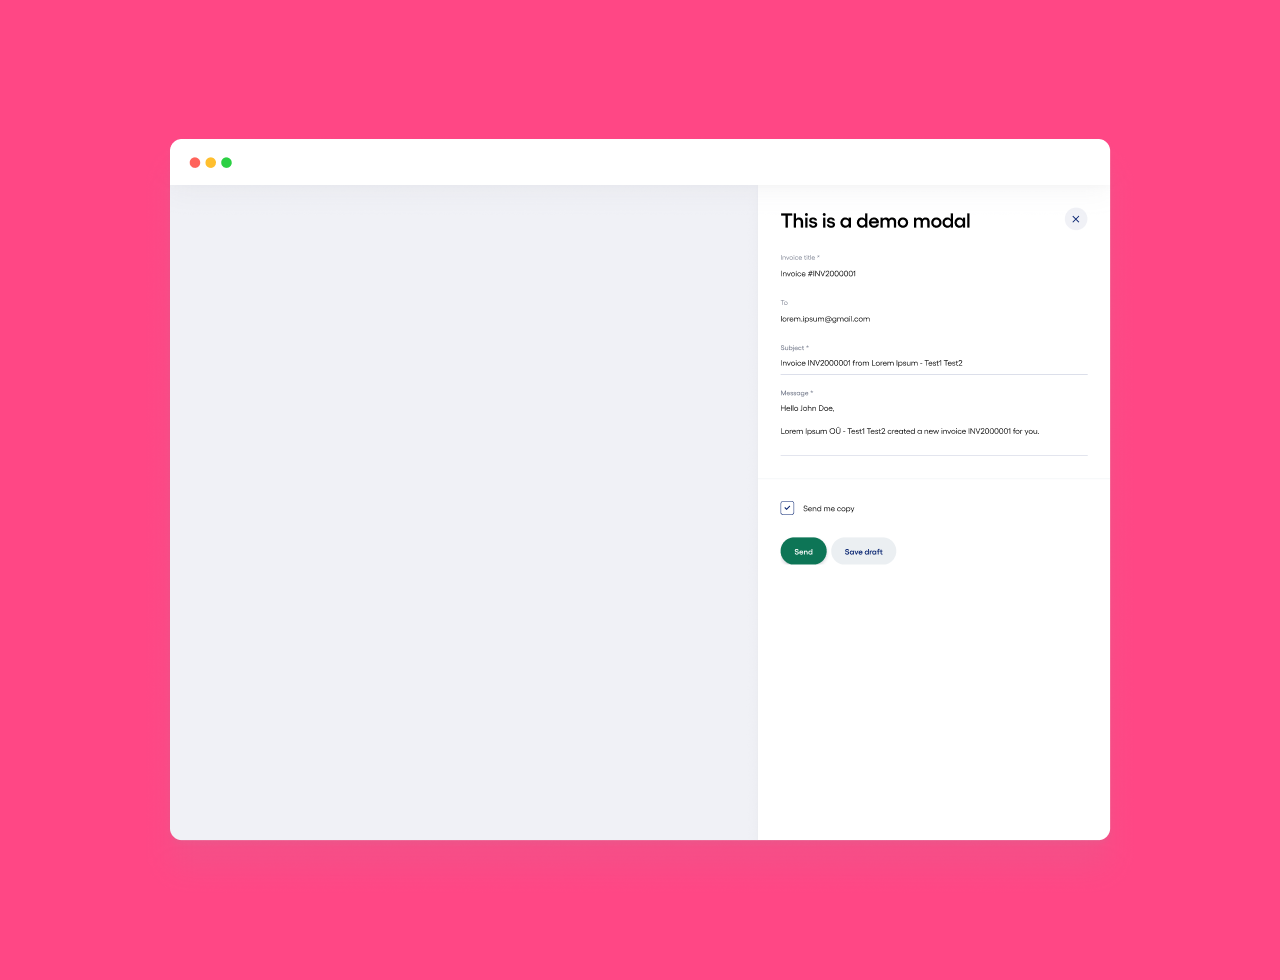 This is a demo modal
Invoice title *
Invoice #INV2000001
To
lorem.ipsum@gmail.com
Subject *
Invoice INV2000001 from Lorem Ipsum - Test1 Test2
Message *
Hello John Doe,
Lorem Ipsum OÜ - Test1 Test2 created a new invoice INV2000001 for you.
Send me copy
Send
Save draft